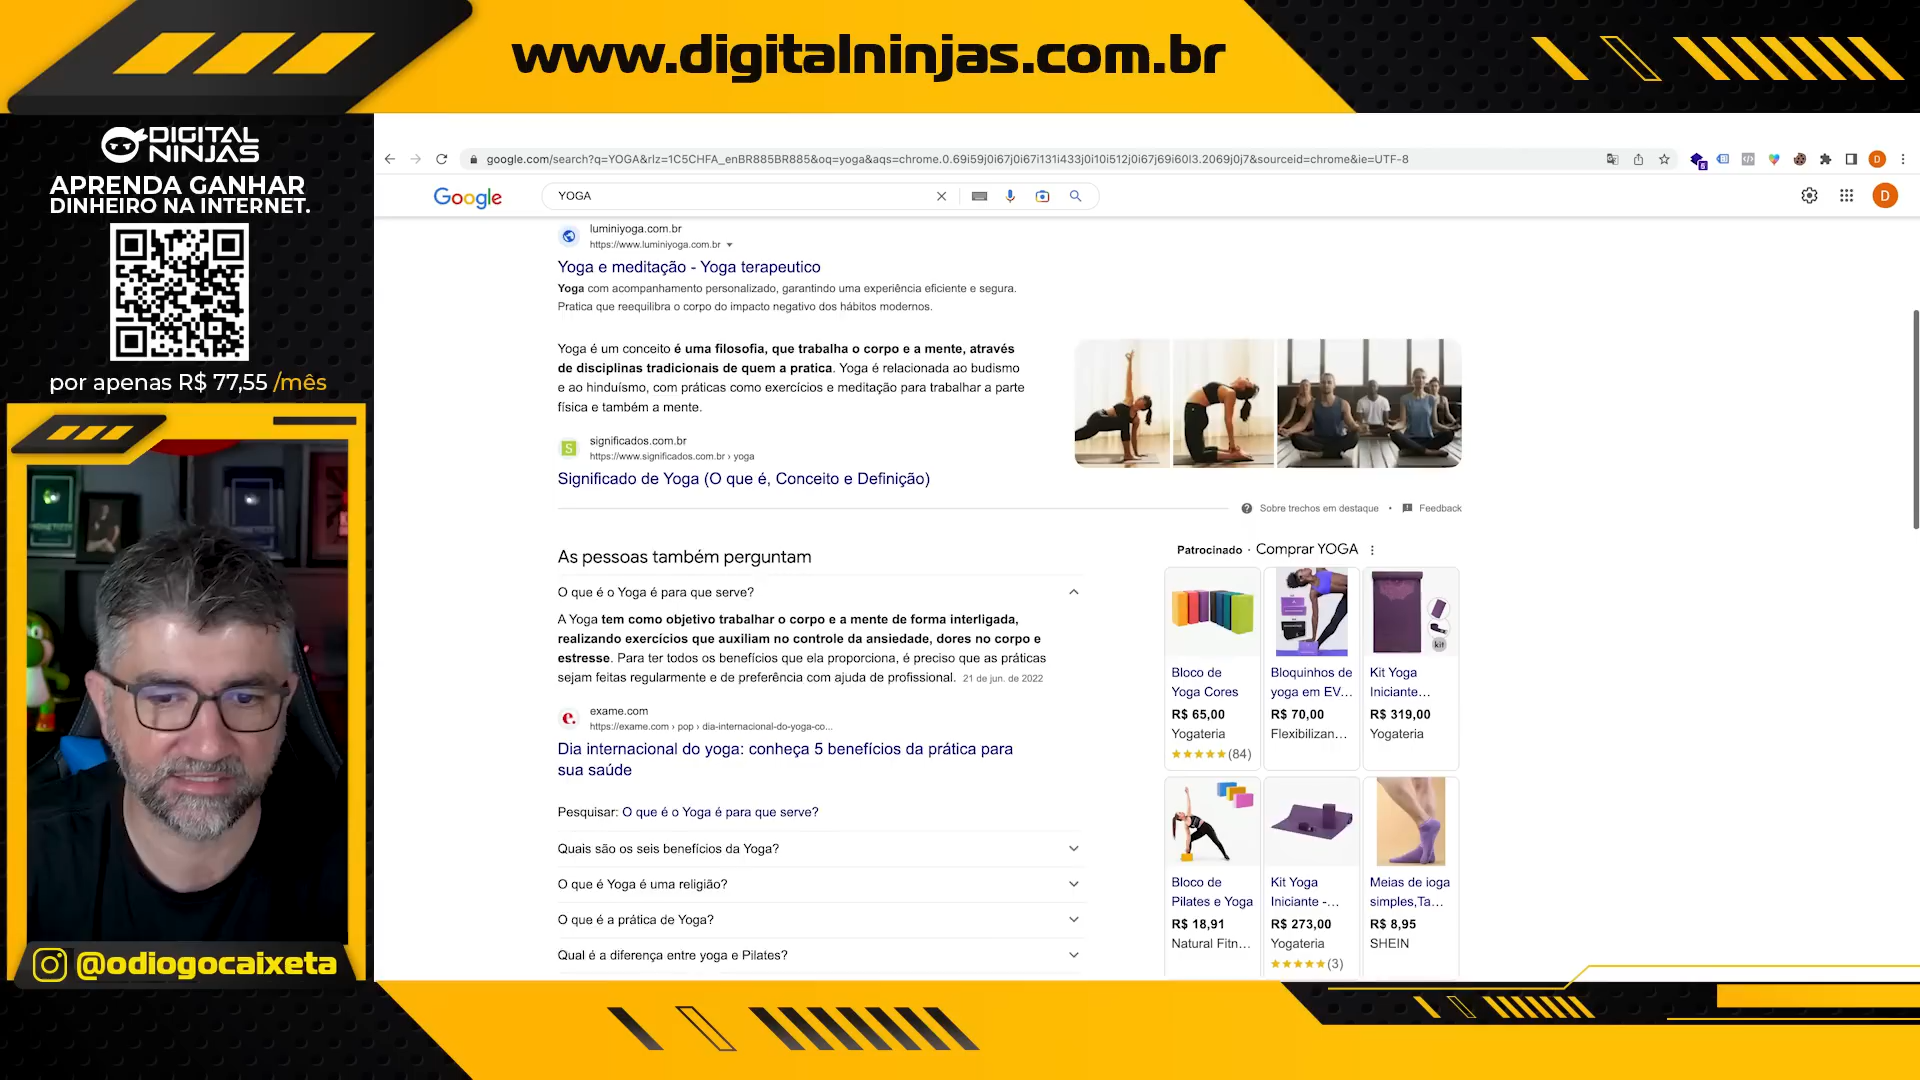 www.digitalninjas.com.br
DIGITAL
NINJAS
APRENDA GANHAR
DINHEIRO NA INTERNET.
por apenas R$ 77,55 /mês
@odiogocaixeta
google.com/search?q=YOGA&rlz=1C5CHFA_enBR885BR885&oq=yoga&aqs=chrome.0.69i59j0i67j0i67i131i433j0i10i512j0i67j69i60l3.2069j0j7&sourceid=chrome&ie=UTF-8
D
Google
YOGA
D
luminiyoga.com.br
https://www.luminiyoga.com.br
Yoga e meditação - Yoga terapeutico
Yoga com acompanhamento personalizado, garantindo uma experiência eficiente e segura.
Pratica que reequilibra o corpo do impacto negativo dos hábitos modernos.
Yoga é um conceito é uma filosofia, que trabalha o corpo e a mente, através
de disciplinas tradicionais de quem a pratica. Yoga é relacionada ao budismo
e ao hinduísmo, com práticas como exercícios e meditação para trabalhar a parte
física e também a mente.
S
significados.com.br
https://www.significados.com.br › yoga
Significado de Yoga (O que é, Conceito e Definição)
Sobre trechos em destaque • Feedback
As pessoas também perguntam
O que é o Yoga é para que serve?
A Yoga tem como objetivo trabalhar o corpo e a mente de forma interligada,
realizando exercícios que auxiliam no controle da ansiedade, dores no corpo e
estresse. Para ter todos os benefícios que ela proporciona, é preciso que as práticas
sejam feitas regularmente e de preferência com ajuda de profissional. 21 de jun. de 2022
e.
exame.com
https://exame.com › pop › dia-internacional-do-yoga-co...
Dia internacional do yoga: conheça 5 benefícios da prática para
sua saúde
Pesquisar: O que é o Yoga é para que serve?
Quais são os seis benefícios da Yoga?
O que é Yoga é uma religião?
O que é a prática de Yoga?
Qual é a diferença entre yoga e Pilates?
Patrocinado · Comprar YOGA
Bloco de
Yoga Cores
R$ 65,00
Yogateria
(84)
Bloquinhos de
yoga em EV...
R$ 70,00
Flexibilizan...
kit
Kit Yoga
Iniciante...
R$ 319,00
Yogateria
Bloco de
Pilates e Yoga
R$ 18,91
Natural Fitn...
Kit Yoga
Iniciante -...
R$ 273,00
Yogateria
(3)
Meias de ioga
simples,Ta...
R$ 8,95
SHEIN